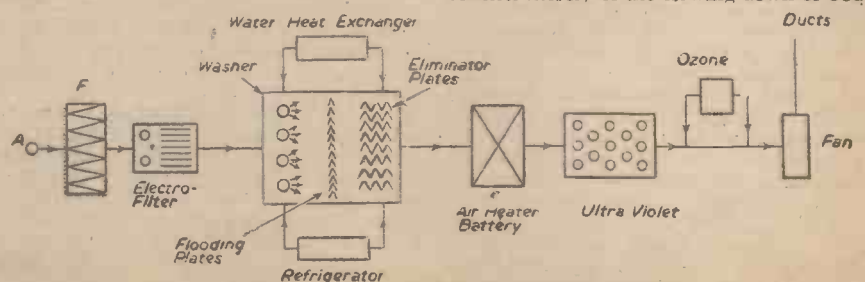 Water Heat Exchanger
Ducts
Washer
Eliminator
Plates
Ozone
F
A
Fan
Electro-
Filter
Air Heater
Battery
Ultra Violet
Flooding
Plates
Refrigerator